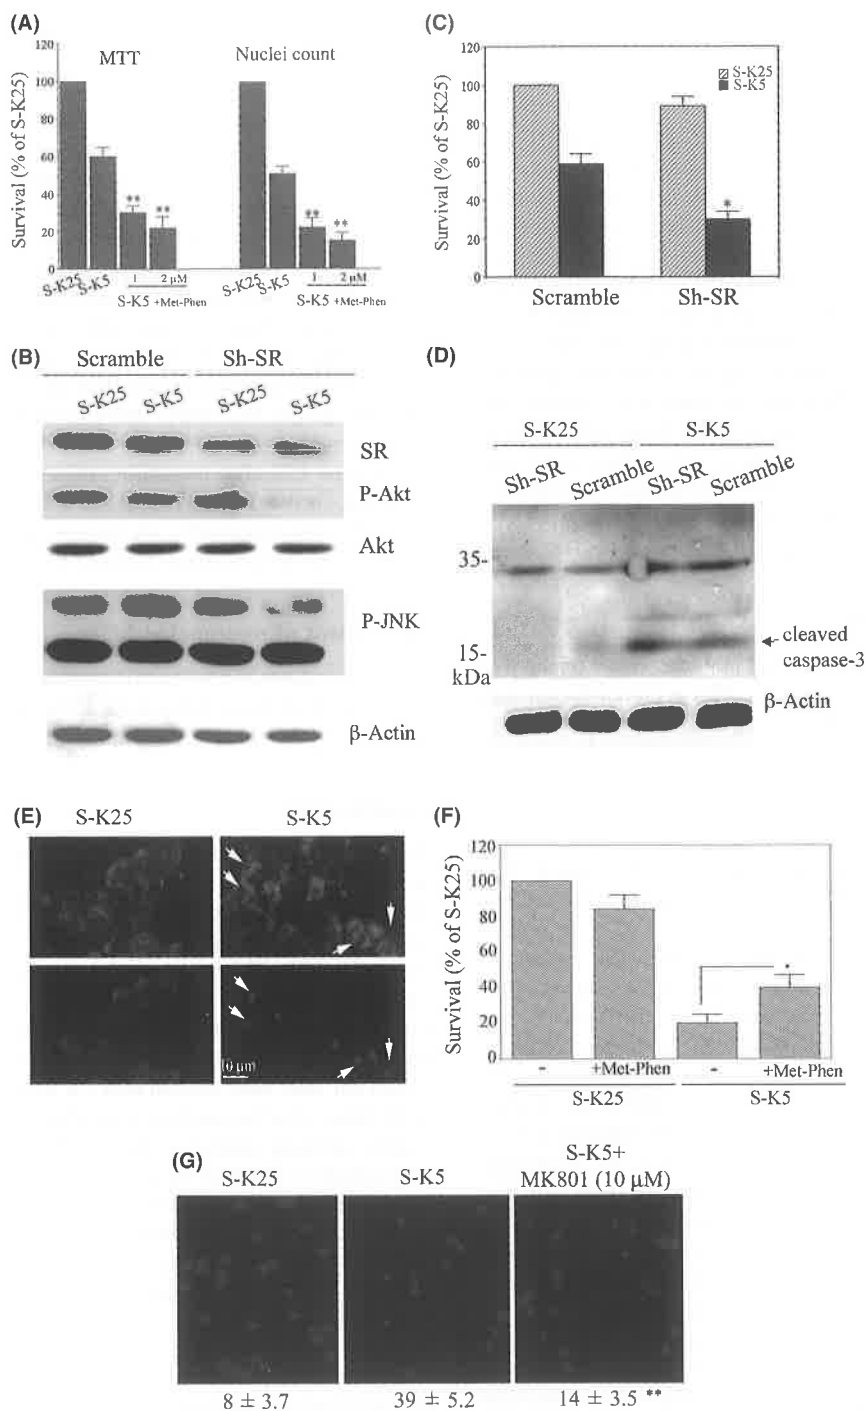 (A)
120
100
80
60
40
20
0
Survival (% of S-K25)
MTT
Nuclei count
**
**
**
**
S-K25
S-K5
1
2 μM
S-K5 +Met-Phen
S-K25
S-K5
1
2 μM
S-K5 +Met-Phen
(C)
120
100
80
60
40
20
0
Survival (% of S-K25)
S-K25
S-K5
*
Scramble
Sh-SR
(B)
Scramble
Sh-SR
S-K25
S-K5
S-K25
S-K5
SR
P-Akt
Akt
P-JNK
β-Actin
(D)
S-K25
S-K5
Sh-SR
Scramble
Sh-SR
Scramble
35-
15-
kDa
cleaved
caspase-3
β-Actin
(E)
S-K25
S-K5
10 μm
(F)
120
100
80
60
40
20
0
Survival (% of S-K25)
*
-
+Met-Phen
-
+Met-Phen
S-K25
S-K5
(G)
S-K25
S-K5
S-K5+
MK801 (10 μM)
8 ± 3.7
39 ± 5.2
14 ± 3.5 **